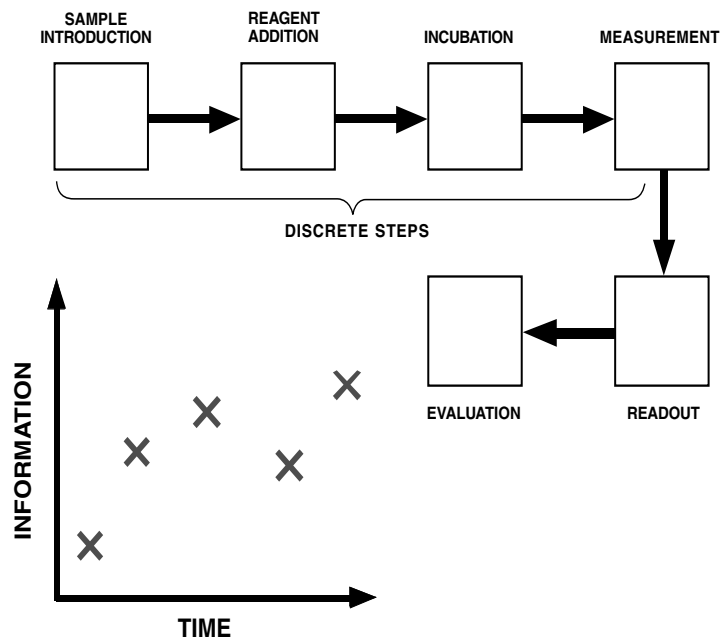 SAMPLE
INTRODUCTION
REAGENT
ADDITION
INCUBATION
MEASUREMENT
DISCRETE STEPS
EVALUATION
READOUT
INFORMATION
TIME